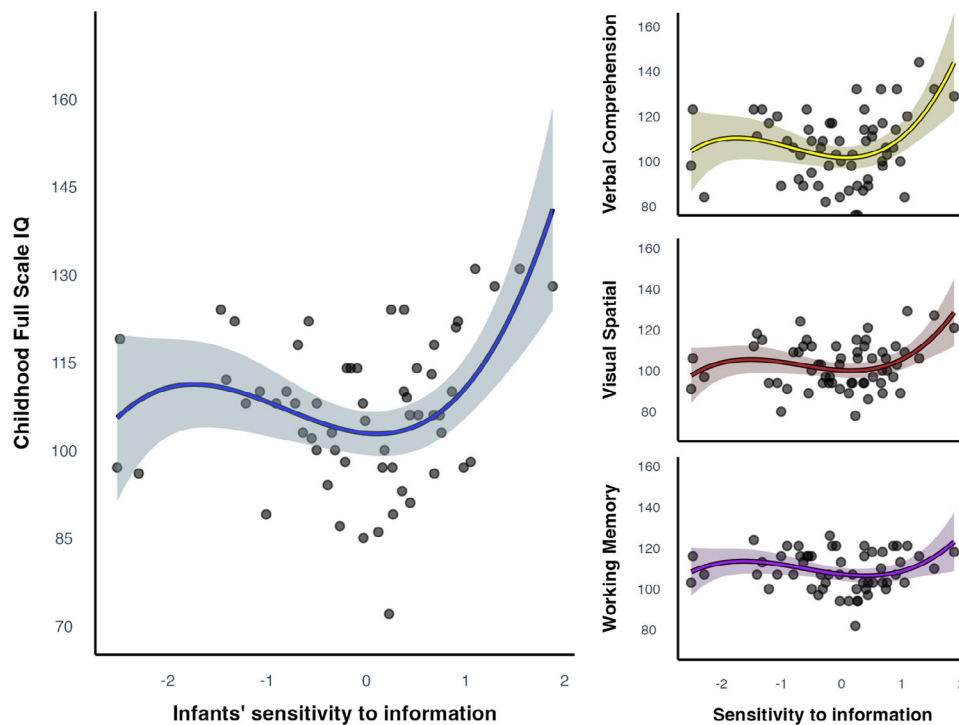 Childhood Full Scale IQ
160
145
130
115
100
85
70
-2 -1 0 1 2
Infants' sensitivity to information
Verbal Comprehension
160
140
120
100
80
Visual Spatial
160
140
120
100
80
Working Memory
160
140
120
100
80
-2 -1 0 1 2
Sensitivity to information